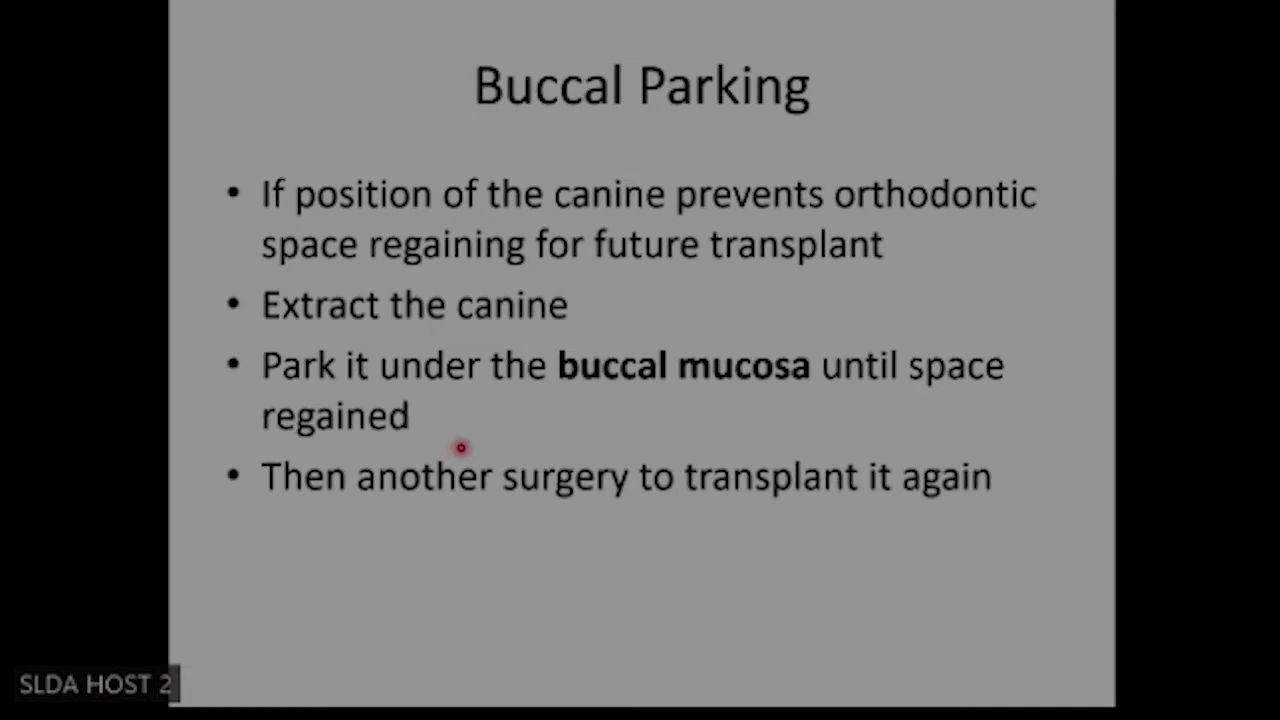 Buccal Parking
• If position of the canine prevents orthodontic
space regaining for future transplant
• Extract the canine
• Park it under the buccal mucosa until space
regained
• Then another surgery to transplant it again
SLDA HOST 2